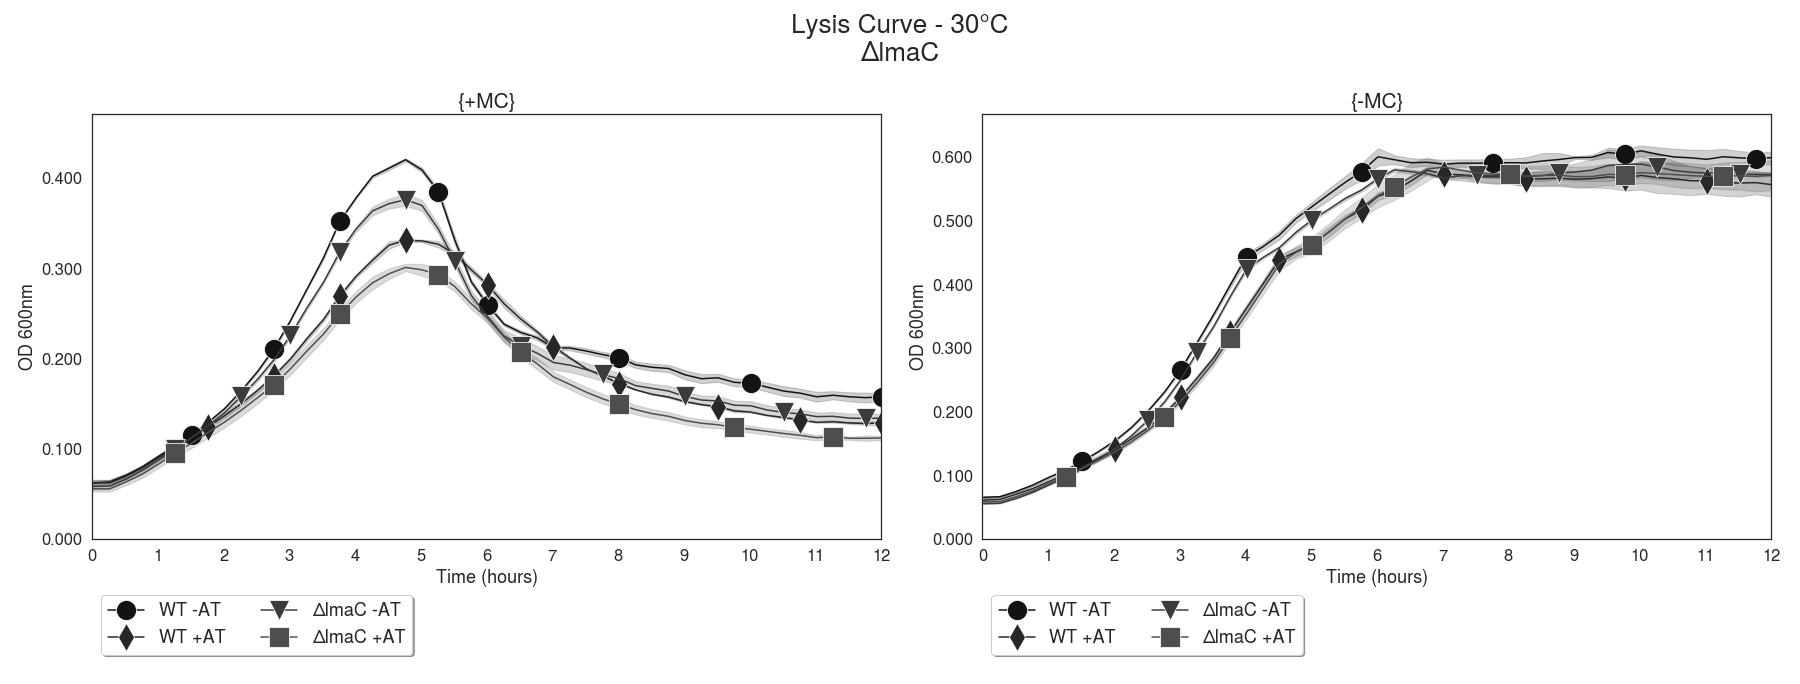 Lysis Curve - 30°C
ΔlmaC
{+MC}
OD 600nm
0.400
0.300
0.200
0.100
0.000
0 1 2 3 4 5 6 7 8 9 10 11 12
Time (hours)
WT -AT ΔlmaC -AT
WT +AT ΔlmaC +AT
{-MC}
OD 600nm
0.600
0.500
0.400
0.300
0.200
0.100
0.000
0 1 2 3 4 5 6 7 8 9 10 11 12
Time (hours)
WT -AT ΔlmaC -AT
WT +AT ΔlmaC +AT